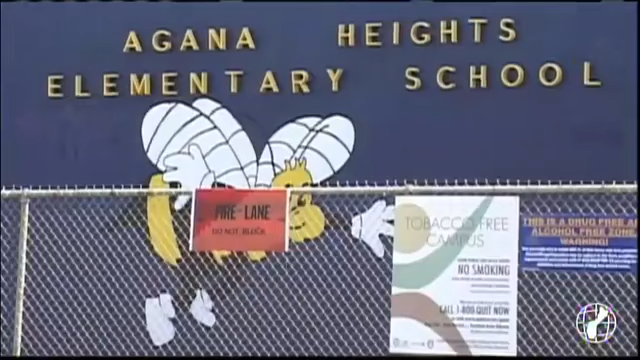 AGANA HEIGHTS
ELEMENTARY SCHOOL
FIRE-LANE
DO NOT BLOCK
TOBACCO FREE
CAMPUS
NO SMOKING
CALL 1-800 QUIT NOW
THIS IS A DRUG FREE
ALCOHOL FREE ZONE
WARNING!